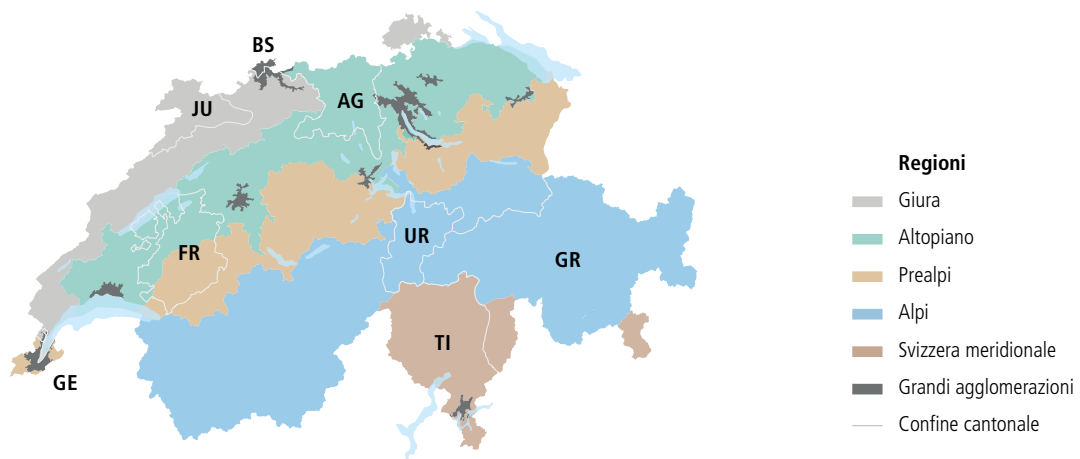 BS
JU
AG
FR
UR
GR
TI
GE
Regioni
Giura
Altopiano
Prealpi
Alpi
Svizzera meridionale
Grandi agglomerazioni
Confine cantonale